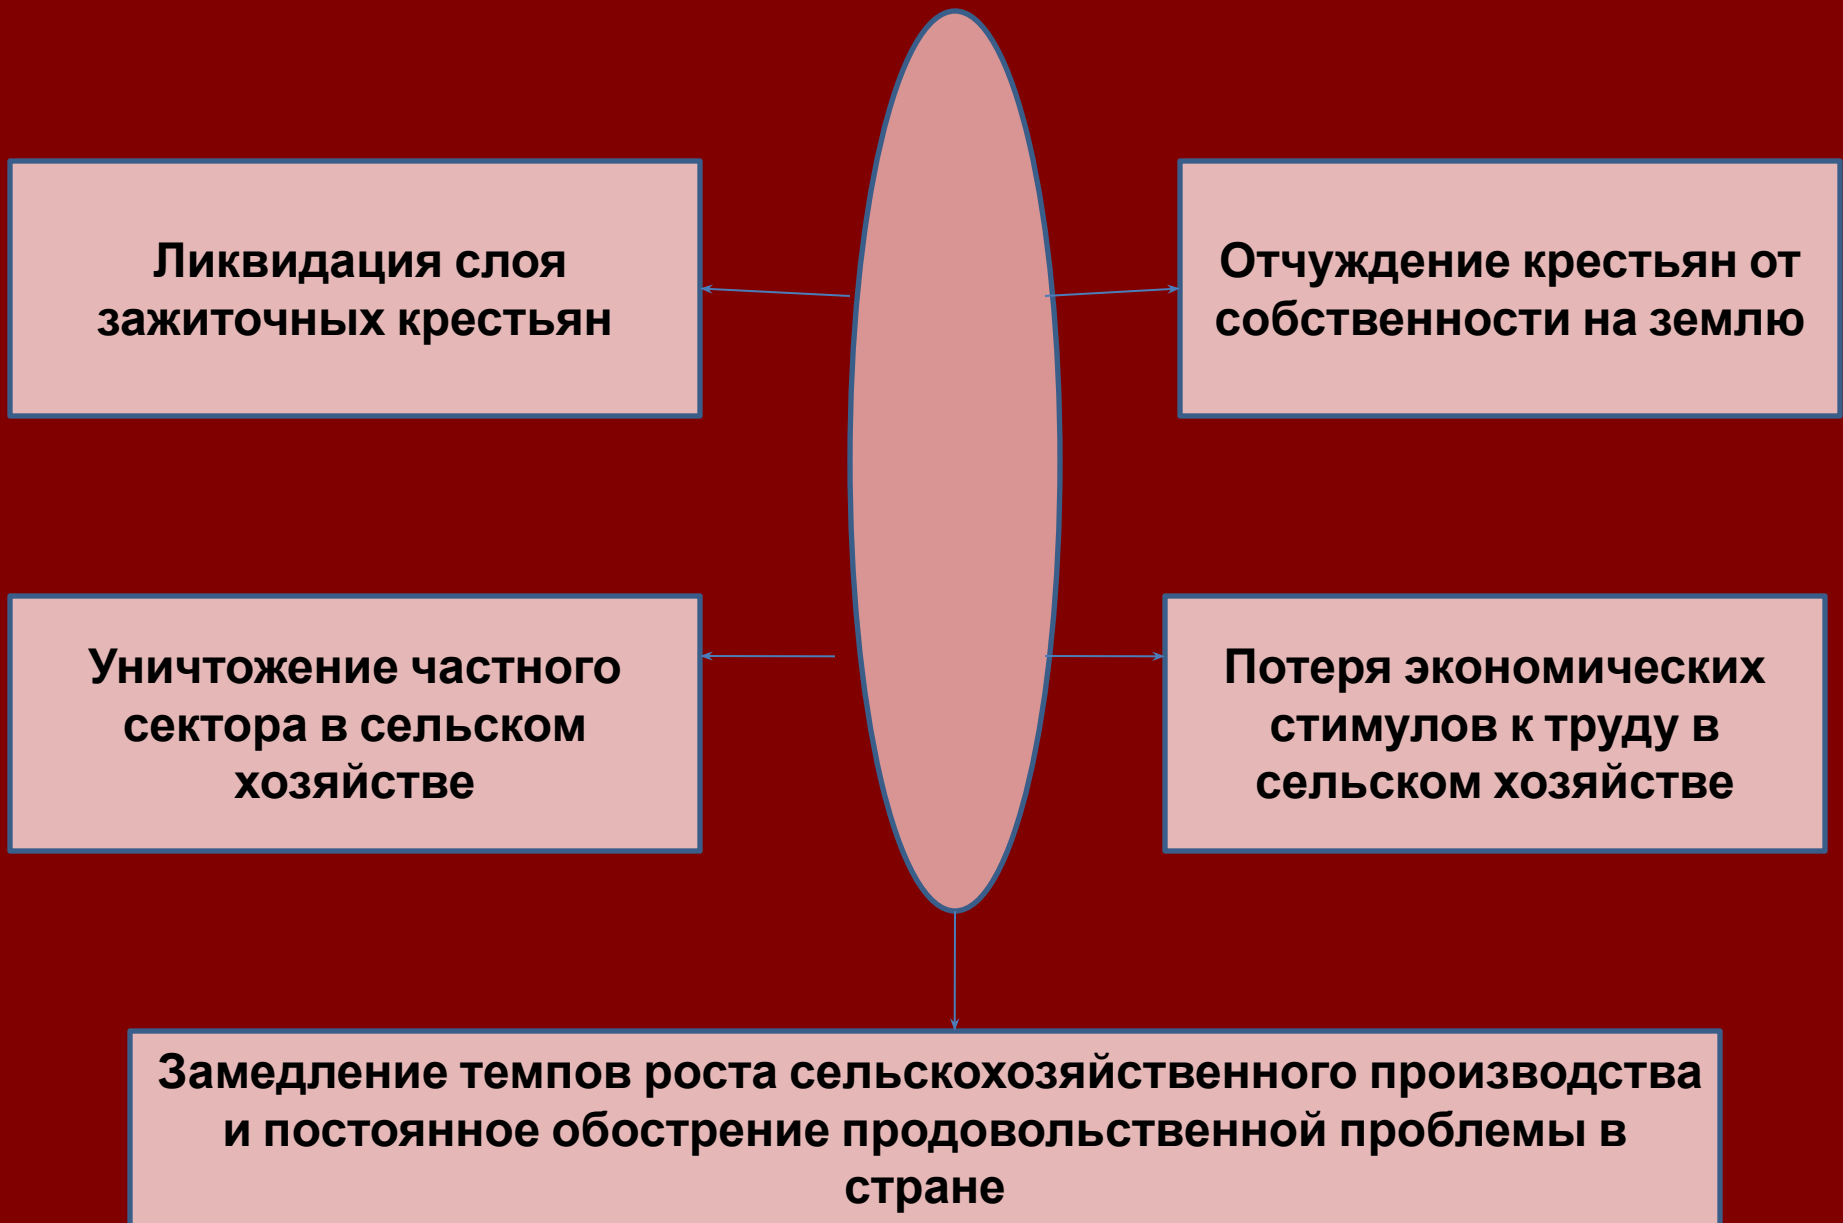 Ликвидация слоя
зажиточных крестьян
Отчуждение крестьян от
собственности на землю
Уничтожение частного
сектора в сельском
хозяйстве
Потеря экономических
стимулов к труду в
сельском хозяйстве
Замедление темпов роста сельскохозяйственного производства
и постоянное обострение продовольственной проблемы в
стране